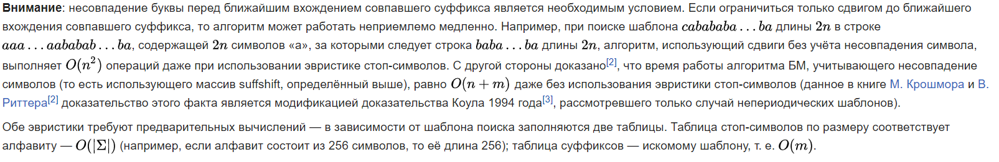 Внимание: несовпадение буквы перед ближайшим вхождением совпавшего суффикса является необходимым условием. Если ограничиться только сдвигом до ближайшего
вхождения совпавшего суффикса, то алгоритм может работать неприемлемо медленно. Например, при поиске шаблона cabababa…ba длины 2n в строке
aaa…aababab…ba, содержащей 2n символов «a», за которыми следует строка baba…ba длины 2n, алгоритм, использующий сдвиги без учёта несовпадения символа,
выполняет O(n²) операций даже при использовании эвристике стоп-символов. С другой стороны доказано[2], что время работы алгоритма БМ, учитывающего несовпадение
символов (то есть использующего массив suffshift, определённый выше), равно O(n + m) даже без использования эвристики стоп-символов (данное в книге М. Крошмора и В.
Риттера[2] доказательство этого факта является модификацией доказательства Коула 1994 года[3], рассмотревшего только случай непериодических шаблонов).
Обе эвристики требуют предварительных вычислений — в зависимости от шаблона поиска заполняются две таблицы. Таблица стоп-символов по размеру соответствует
алфавиту — O(|Σ|) (например, если алфавит состоит из 256 символов, то её длина 256); таблица суффиксов — искомому шаблону, т. е. O(m).